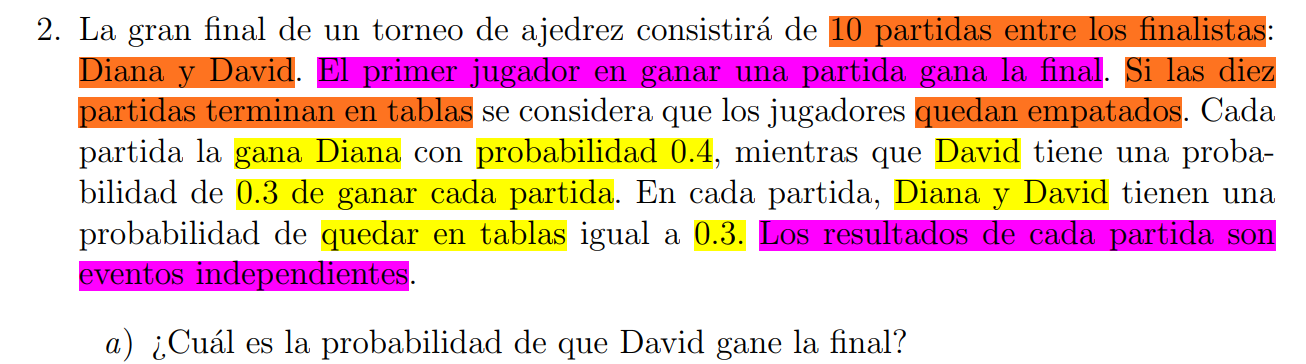 2. La gran final de un torneo de ajedrez consistirá de 10 partidas entre los finalistas:
Diana y David. El primer jugador en ganar una partida gana la final. Si las diez
partidas terminan en tablas se considera que los jugadores quedan empatados. Cada
partida la gana Diana con probabilidad 0.4, mientras que David tiene una proba-
bilidad de 0.3 de ganar cada partida. En cada partida, Diana y David tienen una
probabilidad de quedar en tablas igual a 0.3. Los resultados de cada partida son
eventos independientes.
a) ¿Cuál es la probabilidad de que David gane la final?